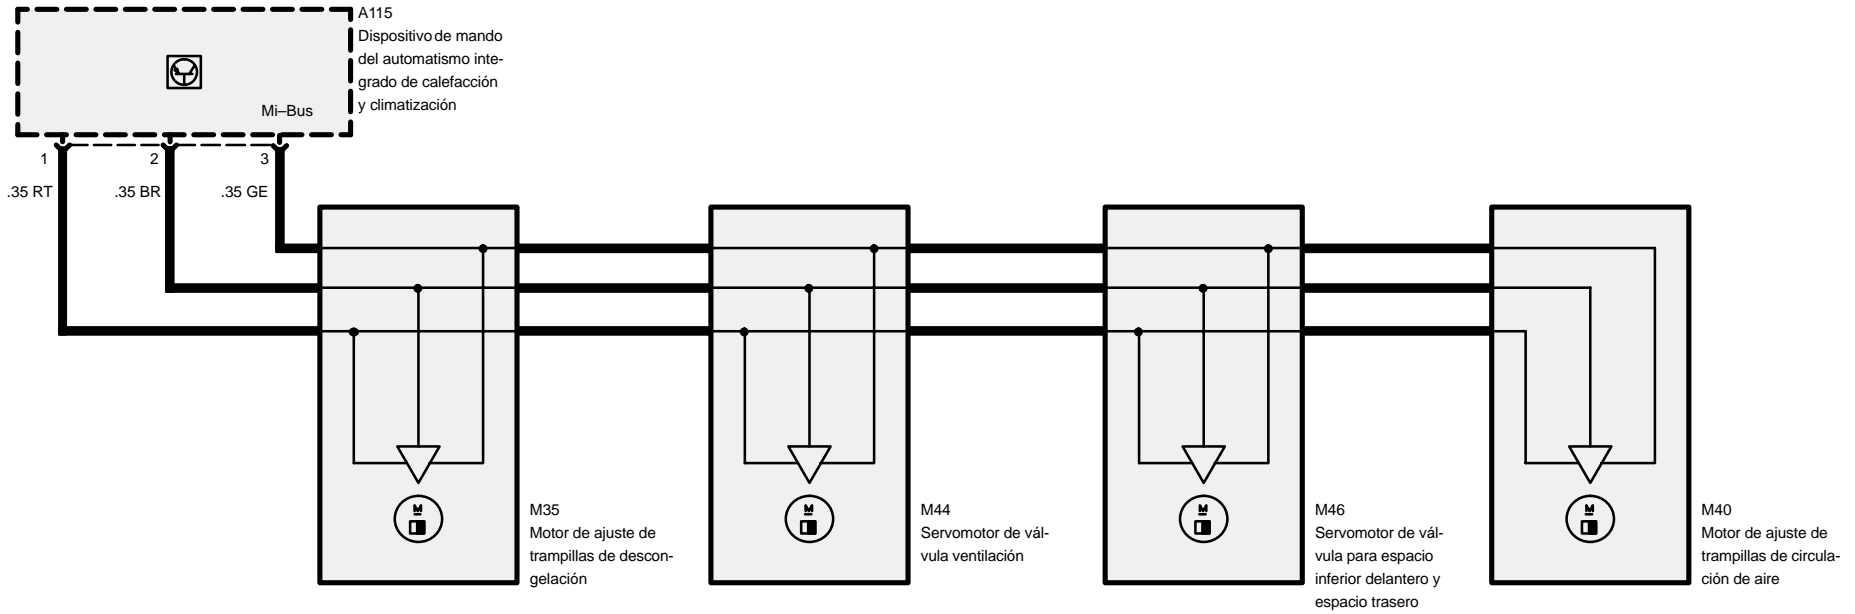 A115
Dispositivo de mando
del automatismo inte-
grado de calefacción
y climatización
Mi–Bus
1
2
3
.35 RT
.35 BR
.35 GE
M
M
M
M
M35
Motor de ajuste de
trampillas de descon-
gelación
M44
Servomotor de vál-
vula ventilación
M46
Servomotor de vál-
vula para espacio
inferior delantero y
espacio trasero
M40
Motor de ajuste de
trampillas de circula-
ción de aire